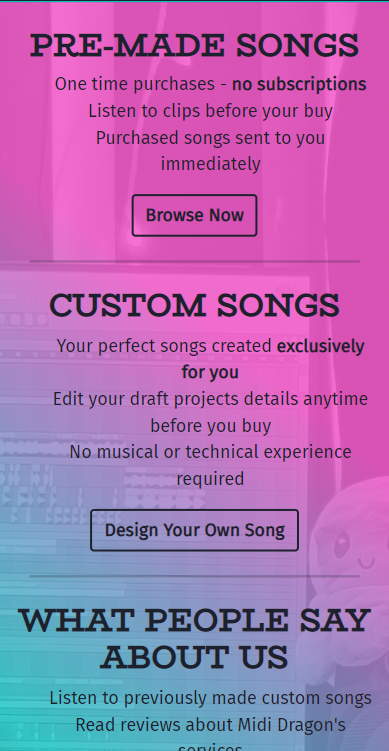 PRE-MADE SONGS
One time purchases - no subscriptions
Listen to clips before your buy
Purchased songs sent to you
immediately
Browse Now
CUSTOM SONGS
Your perfect songs created exclusively
for you
Edit your draft projects details anytime
before you buy
No musical or technical experience
required
Design Your Own Song
WHAT PEOPLE SAY
ABOUT US
Listen to previously made custom songs
Read reviews about Midi Dragon's
services